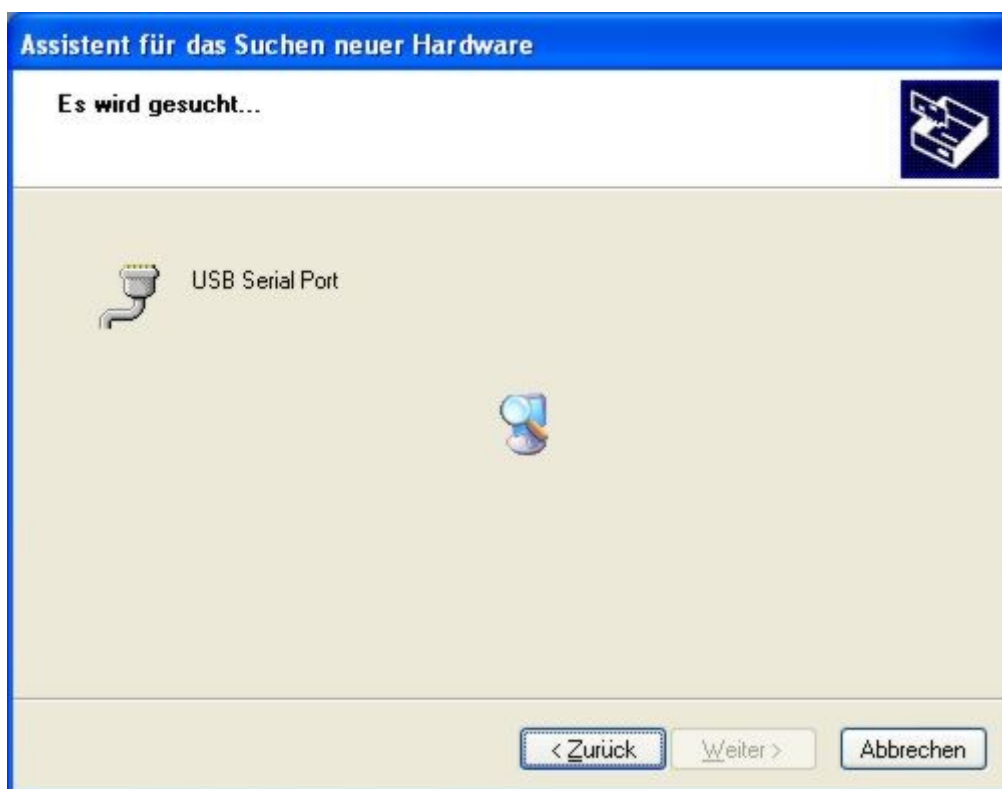 Assistent für das Suchen neuer Hardware
Es wird gesucht...
USB Serial Port
< Zurück
Weiter >
Abbrechen